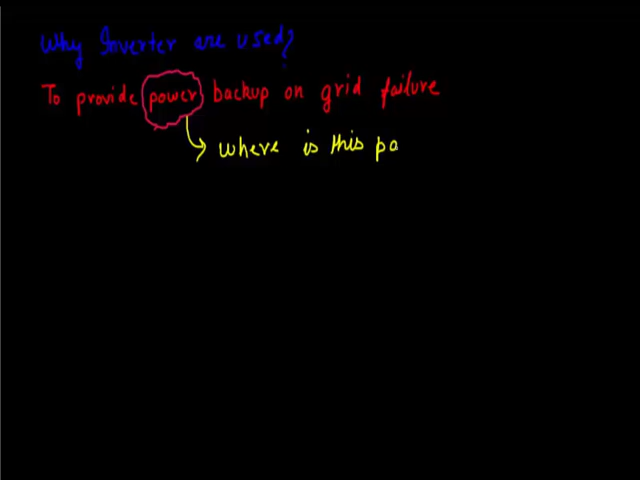 Why Inverter are used?
To provide power backup on grid failure
where is this po